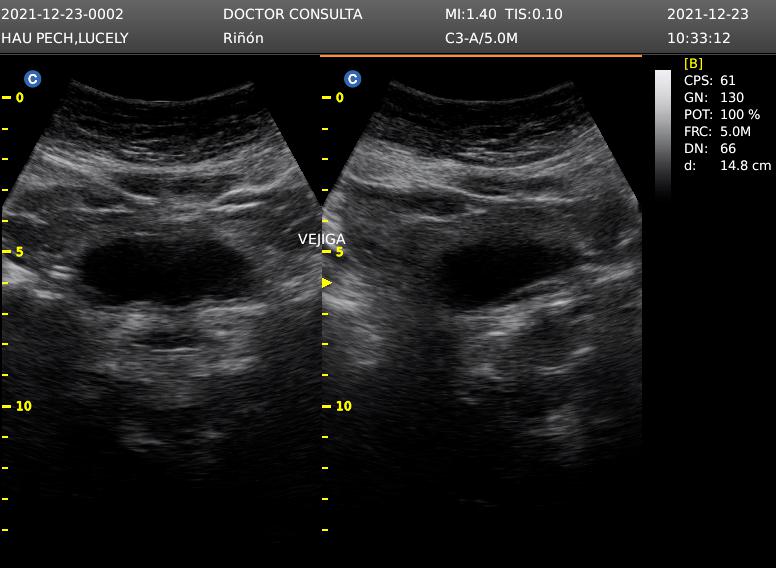 2021-12-23-0002 DOCTOR CONSULTA MI:1.40 TIS:0.10 2021-12-23
HAU PECH,LUCELY Riñón C3-A/5.0M 10:33:12
[B]
CPS: 61
GN: 130
POT: 100 %
FRC: 5.0M
DN: 66
d: 14.8 cm
C C
0 0
VEJIGA
5 5
10 10